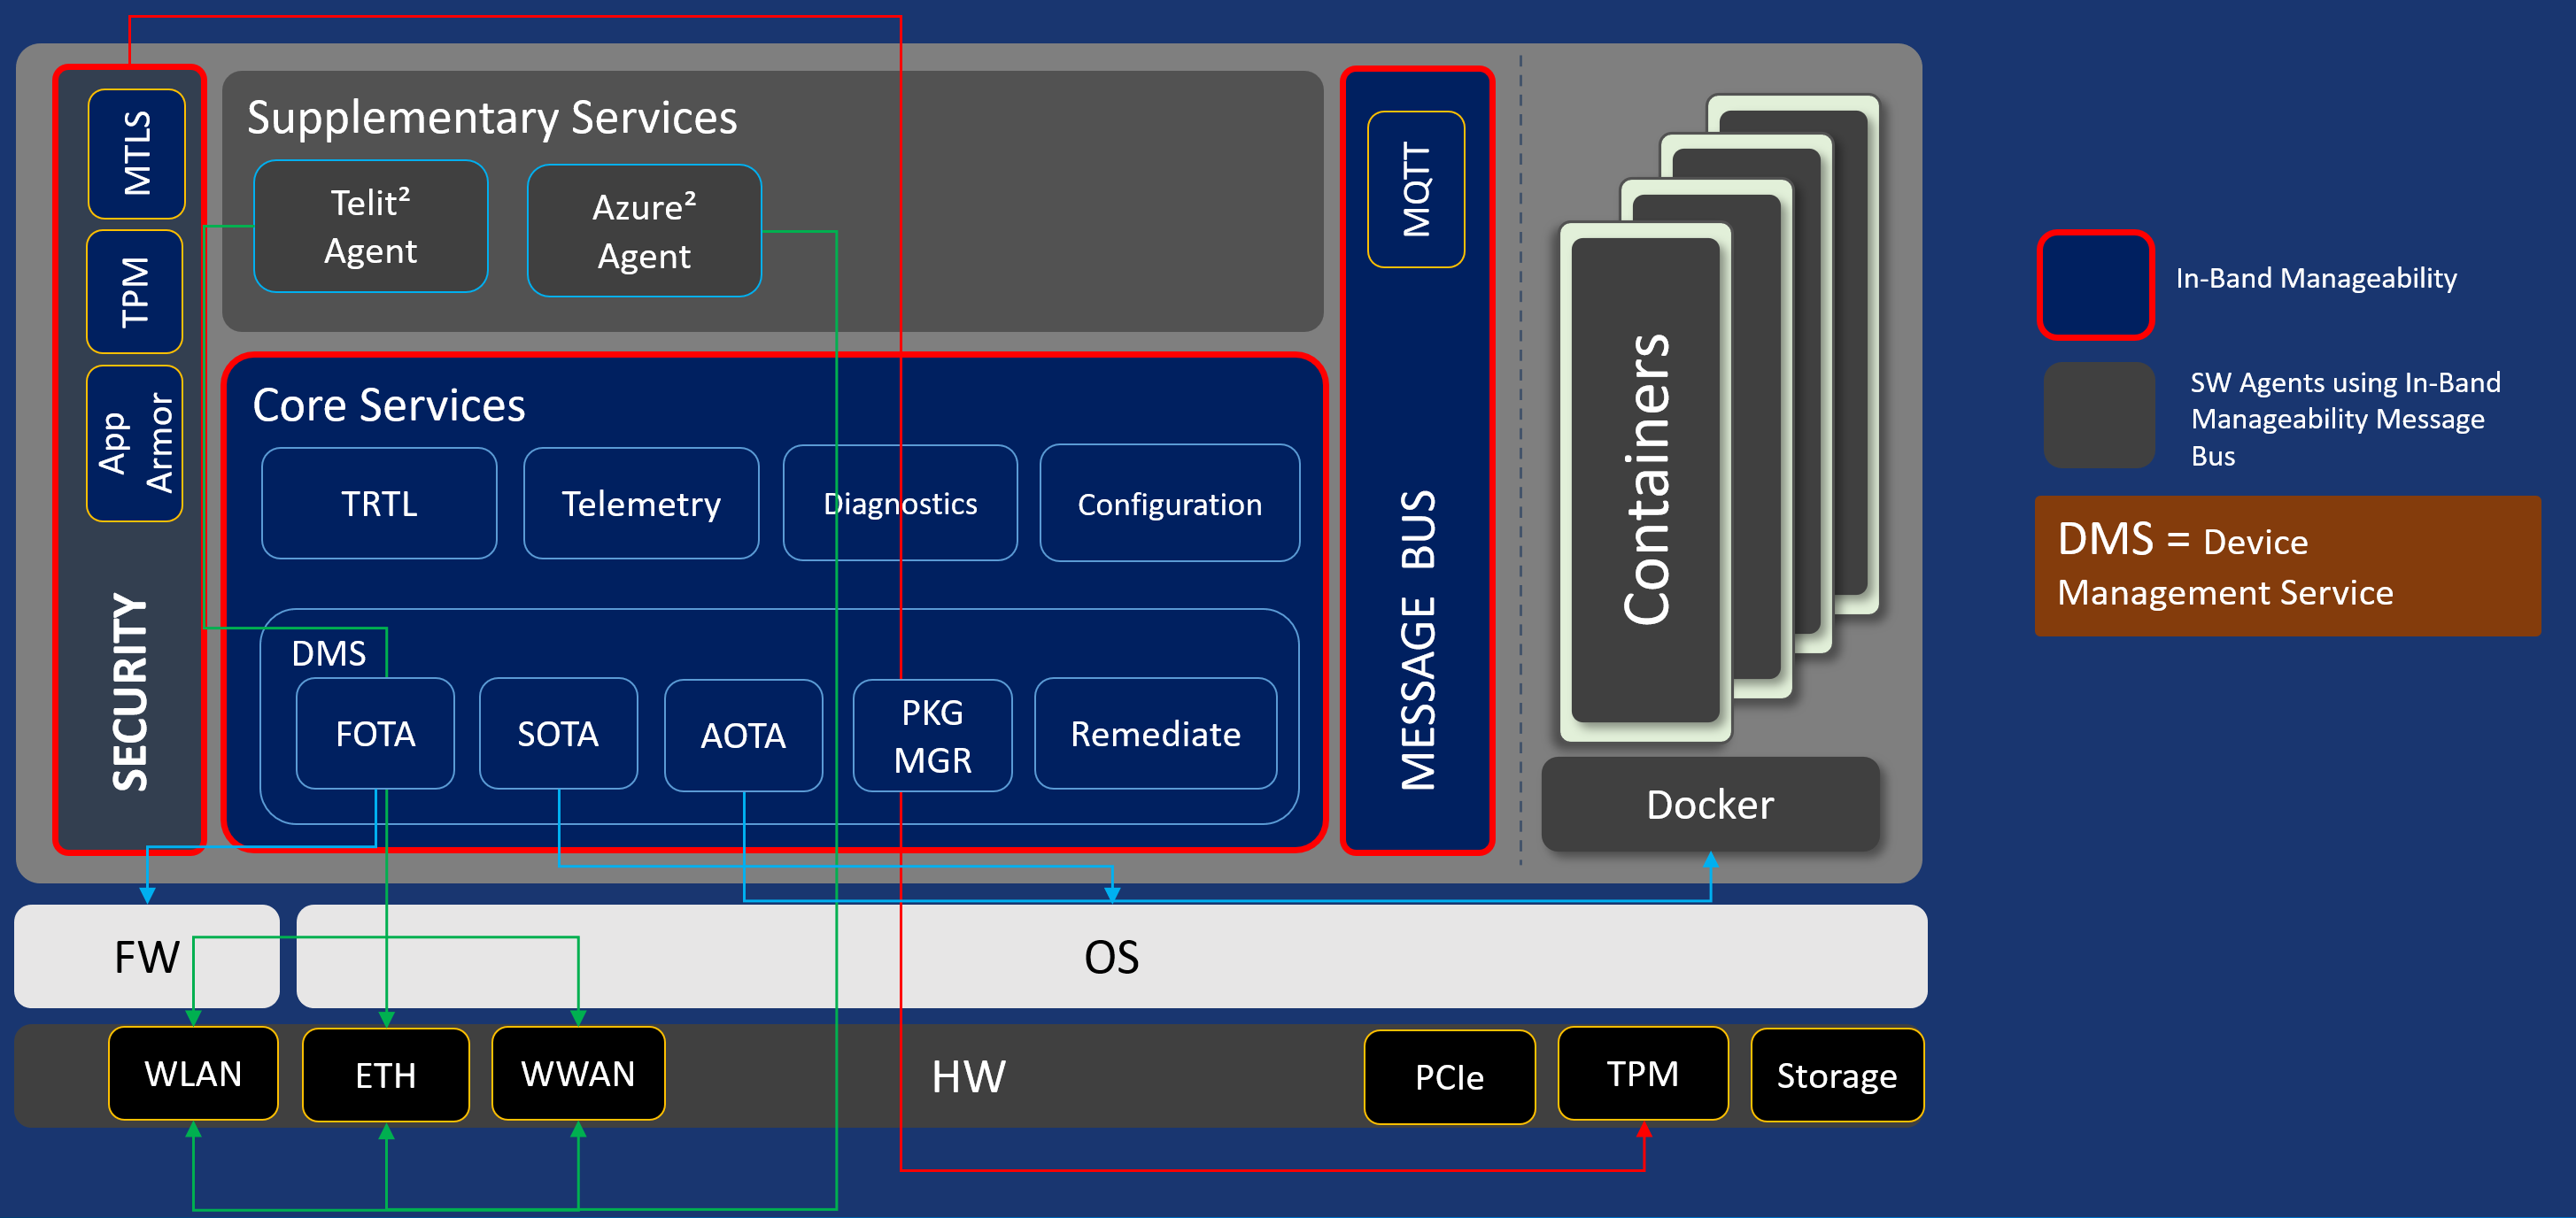 MTLS
TPM
App
Armor
SECURITY
Supplementary Services
Telit²
Agent
Azure²
Agent
Core Services
TRTL
Telemetry
Diagnostics
Configuration
DMS
FOTA
SOTA
AOTA
PKG
MGR
Remediate
MQTT
MESSAGE BUS
Containers
Docker
FW
OS
WLAN
ETH
WWAN
HW
PCIe
TPM
Storage
In-Band Manageability
SW Agents using In-Band
Manageability Message
Bus
DMS = Device
Management Service